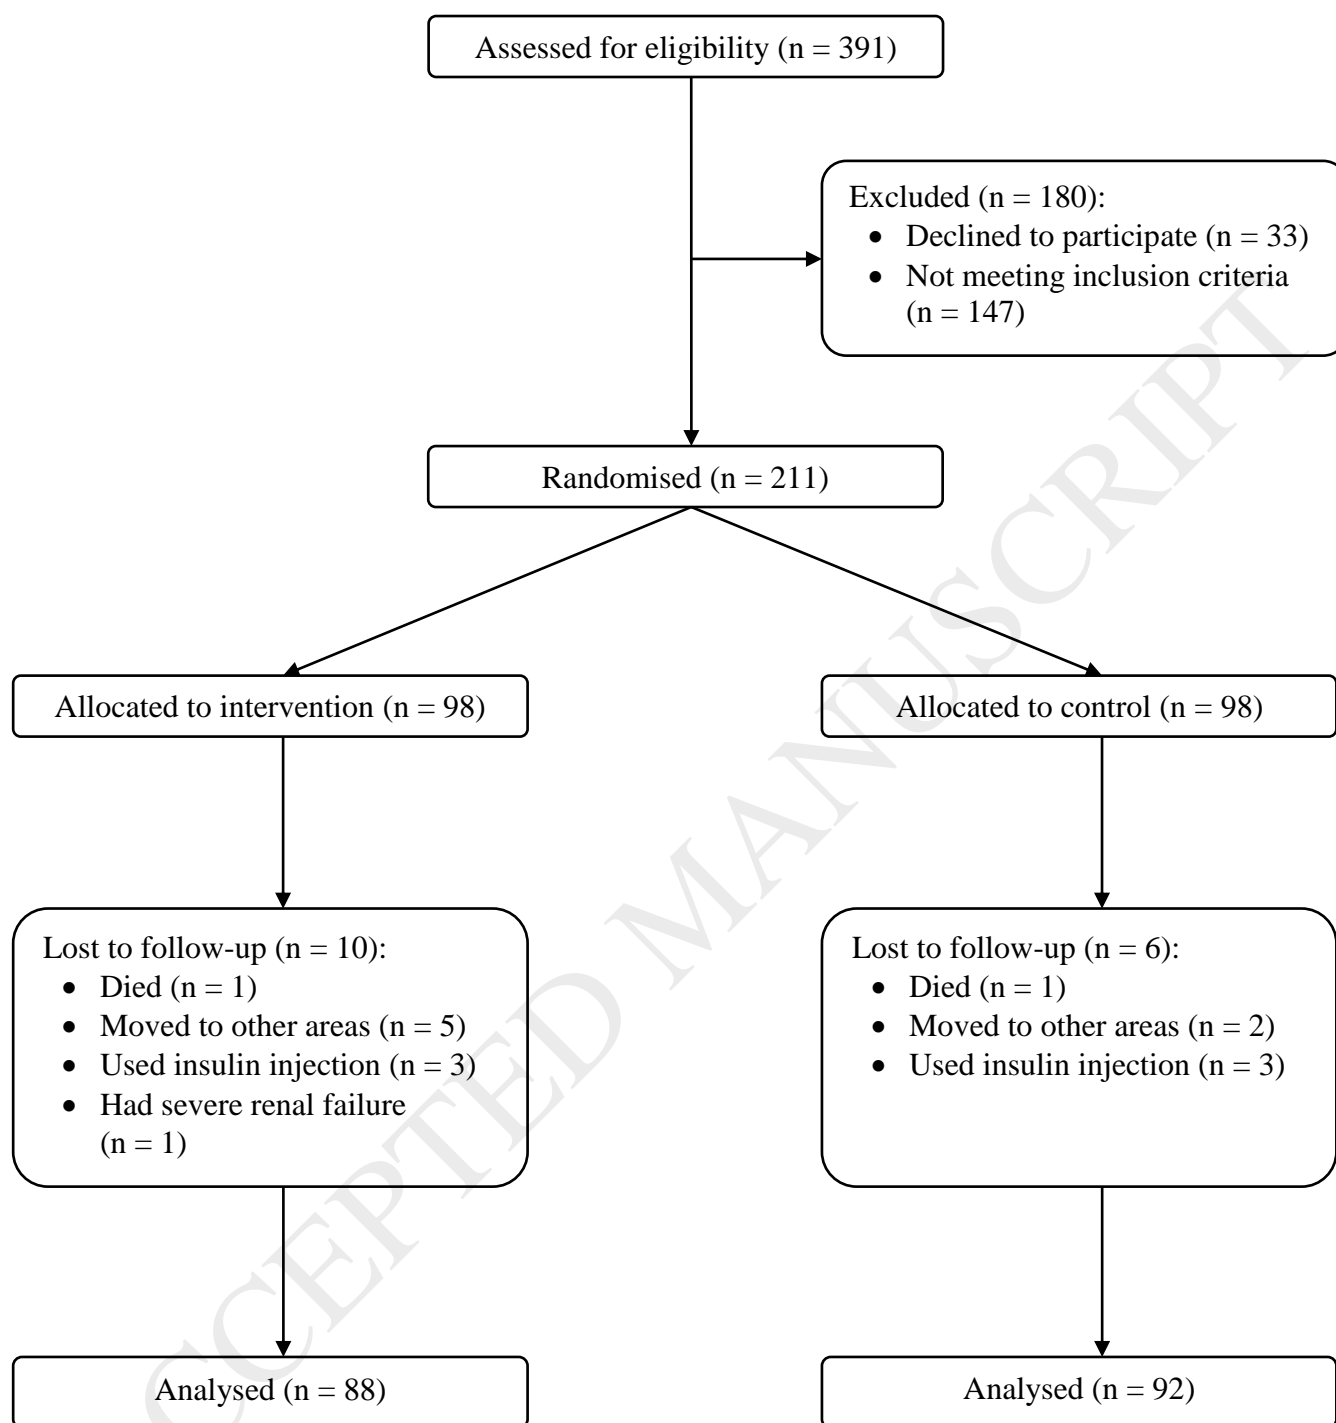 Assessed for eligibility (n = 391)
Excluded (n = 180):
• Declined to participate (n = 33)
• Not meeting inclusion criteria
(n = 147)
Randomised (n = 211)
Allocated to intervention (n = 98)
Allocated to control (n = 98)
Lost to follow-up (n = 10):
• Died (n = 1)
• Moved to other areas (n = 5)
• Used insulin injection (n = 3)
• Had severe renal failure
(n = 1)
Lost to follow-up (n = 6):
• Died (n = 1)
• Moved to other areas (n = 2)
• Used insulin injection (n = 3)
Analysed (n = 88)
Analysed (n = 92)
CCEPTED MANUSCRIPT